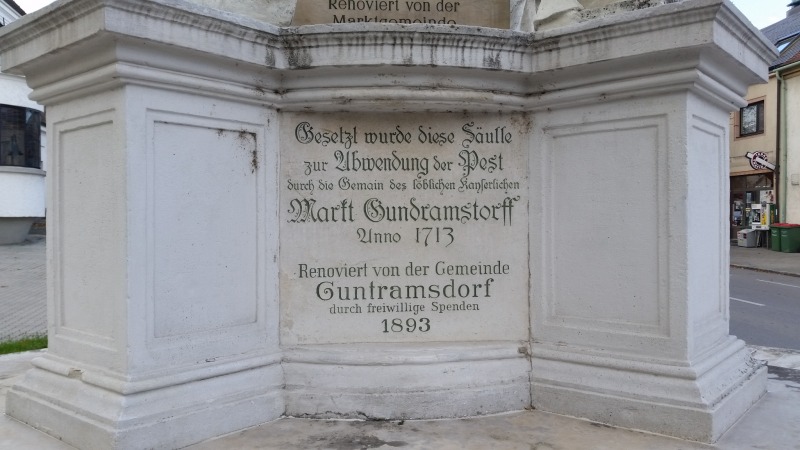 Renoviert von der
Marktgemeinde
Gesetzt wurde diese Säulle
zur Abwendung der Pest
durch die Gemain des löblichen Kayserlichen
Markt Gundramstorff
Anno 1713
Renoviert von der Gemeinde
Guntramsdorf
durch freiwillige Spenden
1893